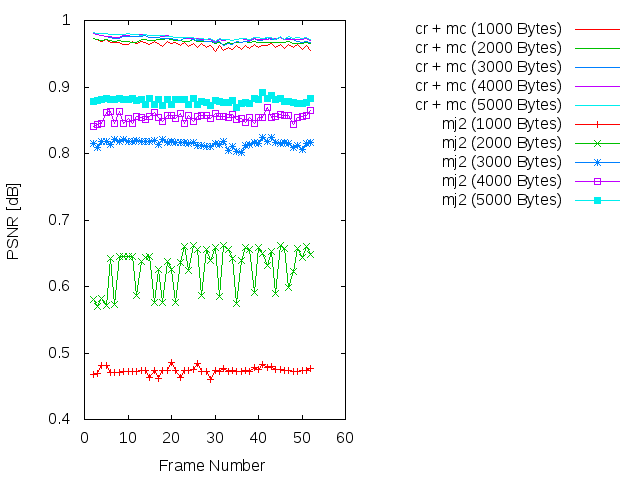 1
0.9
0.8
0.7
0.6
0.5
0.4
0 10 20 30 40 50 60
PSNR [dB]
Frame Number
cr + mc (1000 Bytes)
cr + mc (2000 Bytes)
cr + mc (3000 Bytes)
cr + mc (4000 Bytes)
cr + mc (5000 Bytes)
mj2 (1000 Bytes)
mj2 (2000 Bytes)
mj2 (3000 Bytes)
mj2 (4000 Bytes)
mj2 (5000 Bytes)